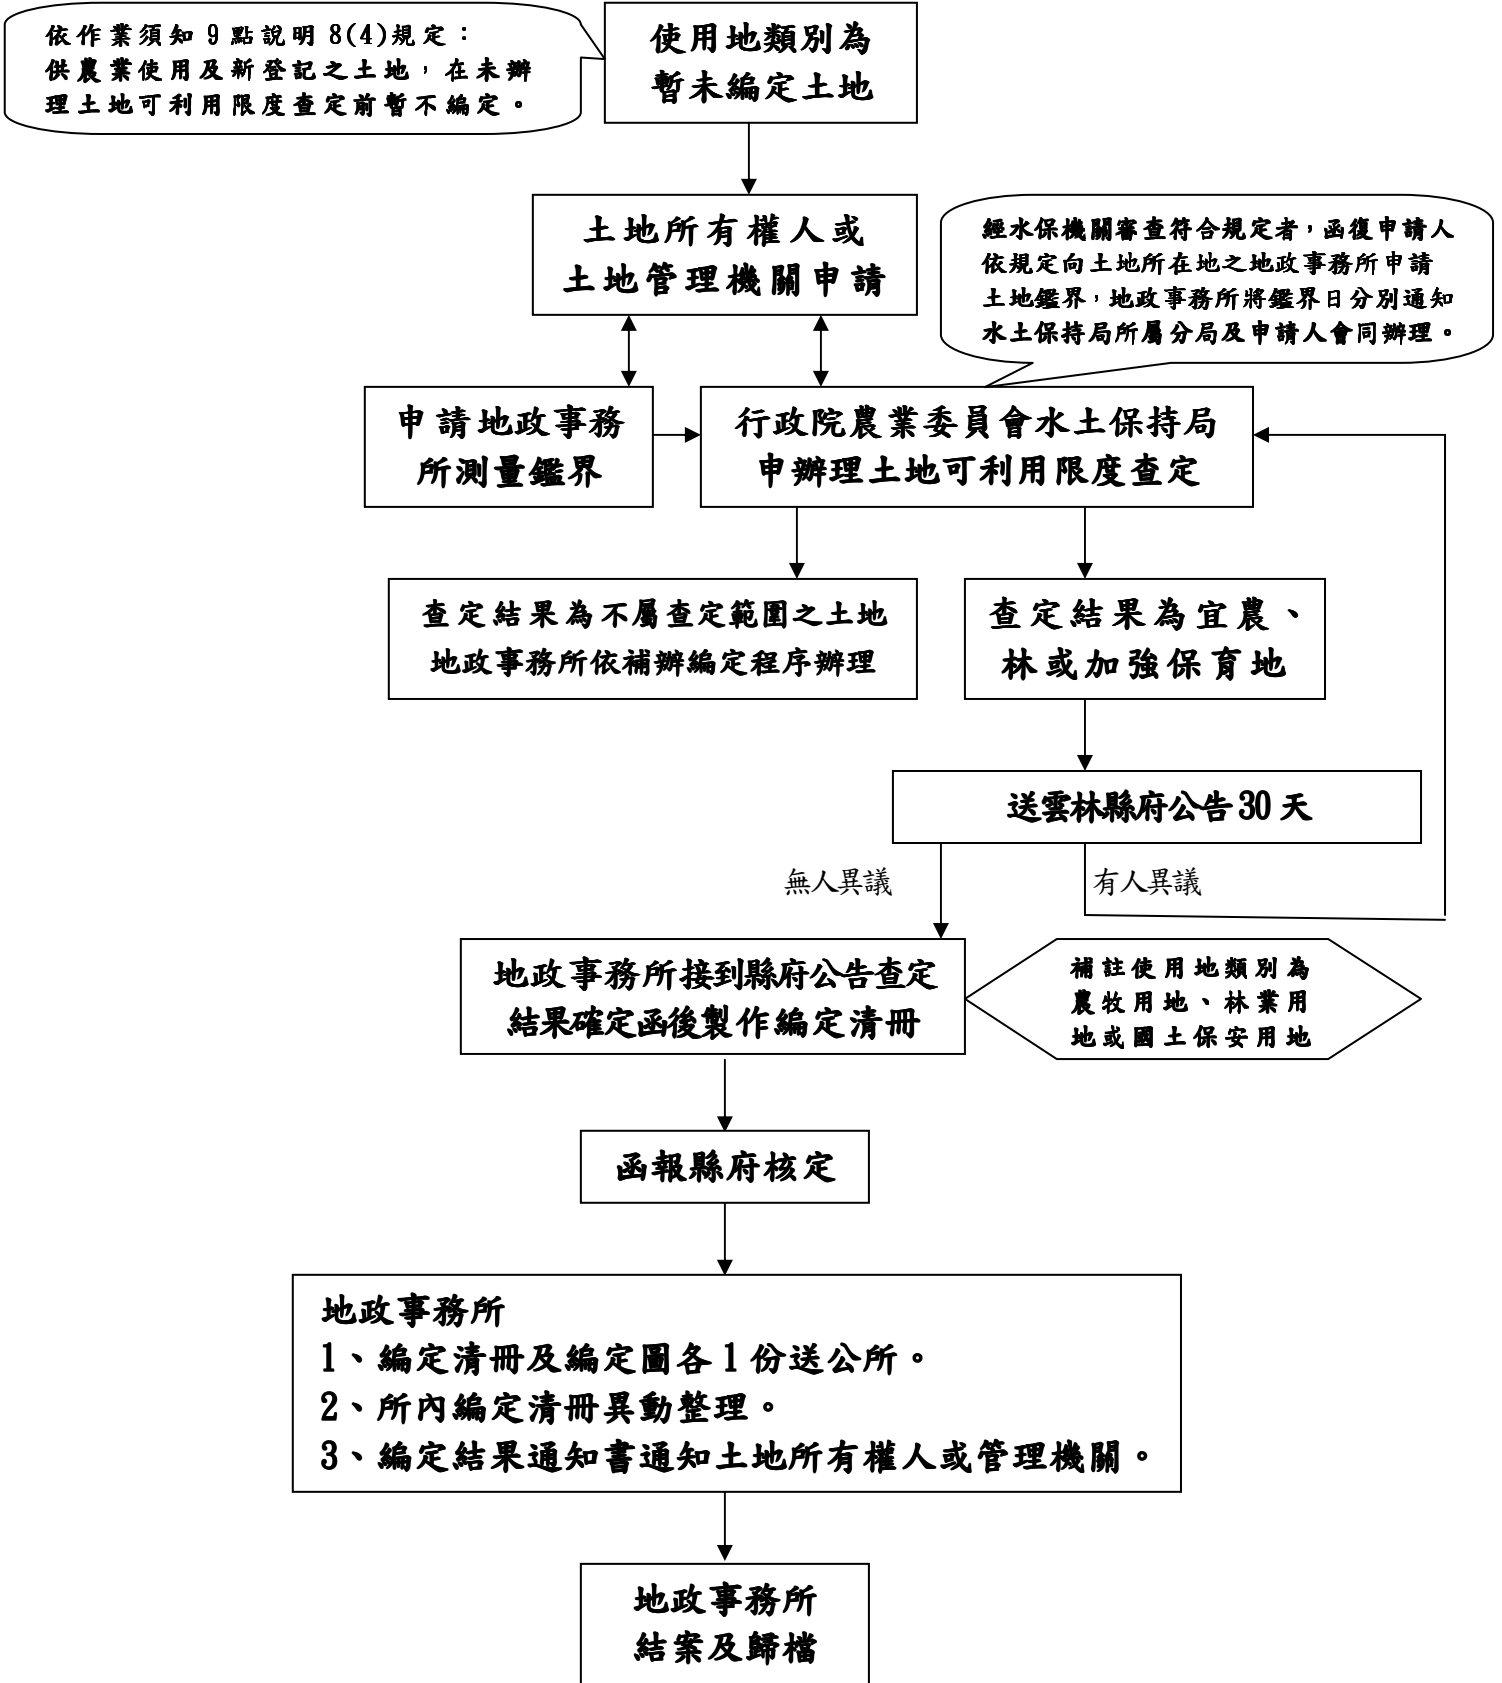 依作業須知 9 點說明 8(4)規定：
供農業使用及新登記之土地，在未辦
理土地可利用限度查定前暫不編定。
使用地類別為
暫未編定土地
土地所有權人或
土地管理機關申請
經水保機關審查符合規定者，函復申請人
依規定向土地所在地之地政事務所申請
土地鑑界，地政事務所將鑑界日分別通知
水土保持局所屬分局及申請人會同辦理。
申請地政事務
所測量鑑界
行政院農業委員會水土保持局
申辦理土地可利用限度查定
查定結果為不屬查定範圍之土地
地政事務所依補辦編定程序辦理
查定結果為宜農、
林或加強保育地
送雲林縣府公告 30 天
無人異議
有人異議
地政事務所接到縣府公告查定
結果確定函後製作編定清冊
補註使用地類別為
農牧用地、林業用
地或國土保安用地
函報縣府核定
地政事務所
1、編定清冊及編定圖各 1 份送公所。
2、所內編定清冊異動整理。
3、編定結果通知書通知土地所有權人或管理機關。
地政事務所
結案及歸檔